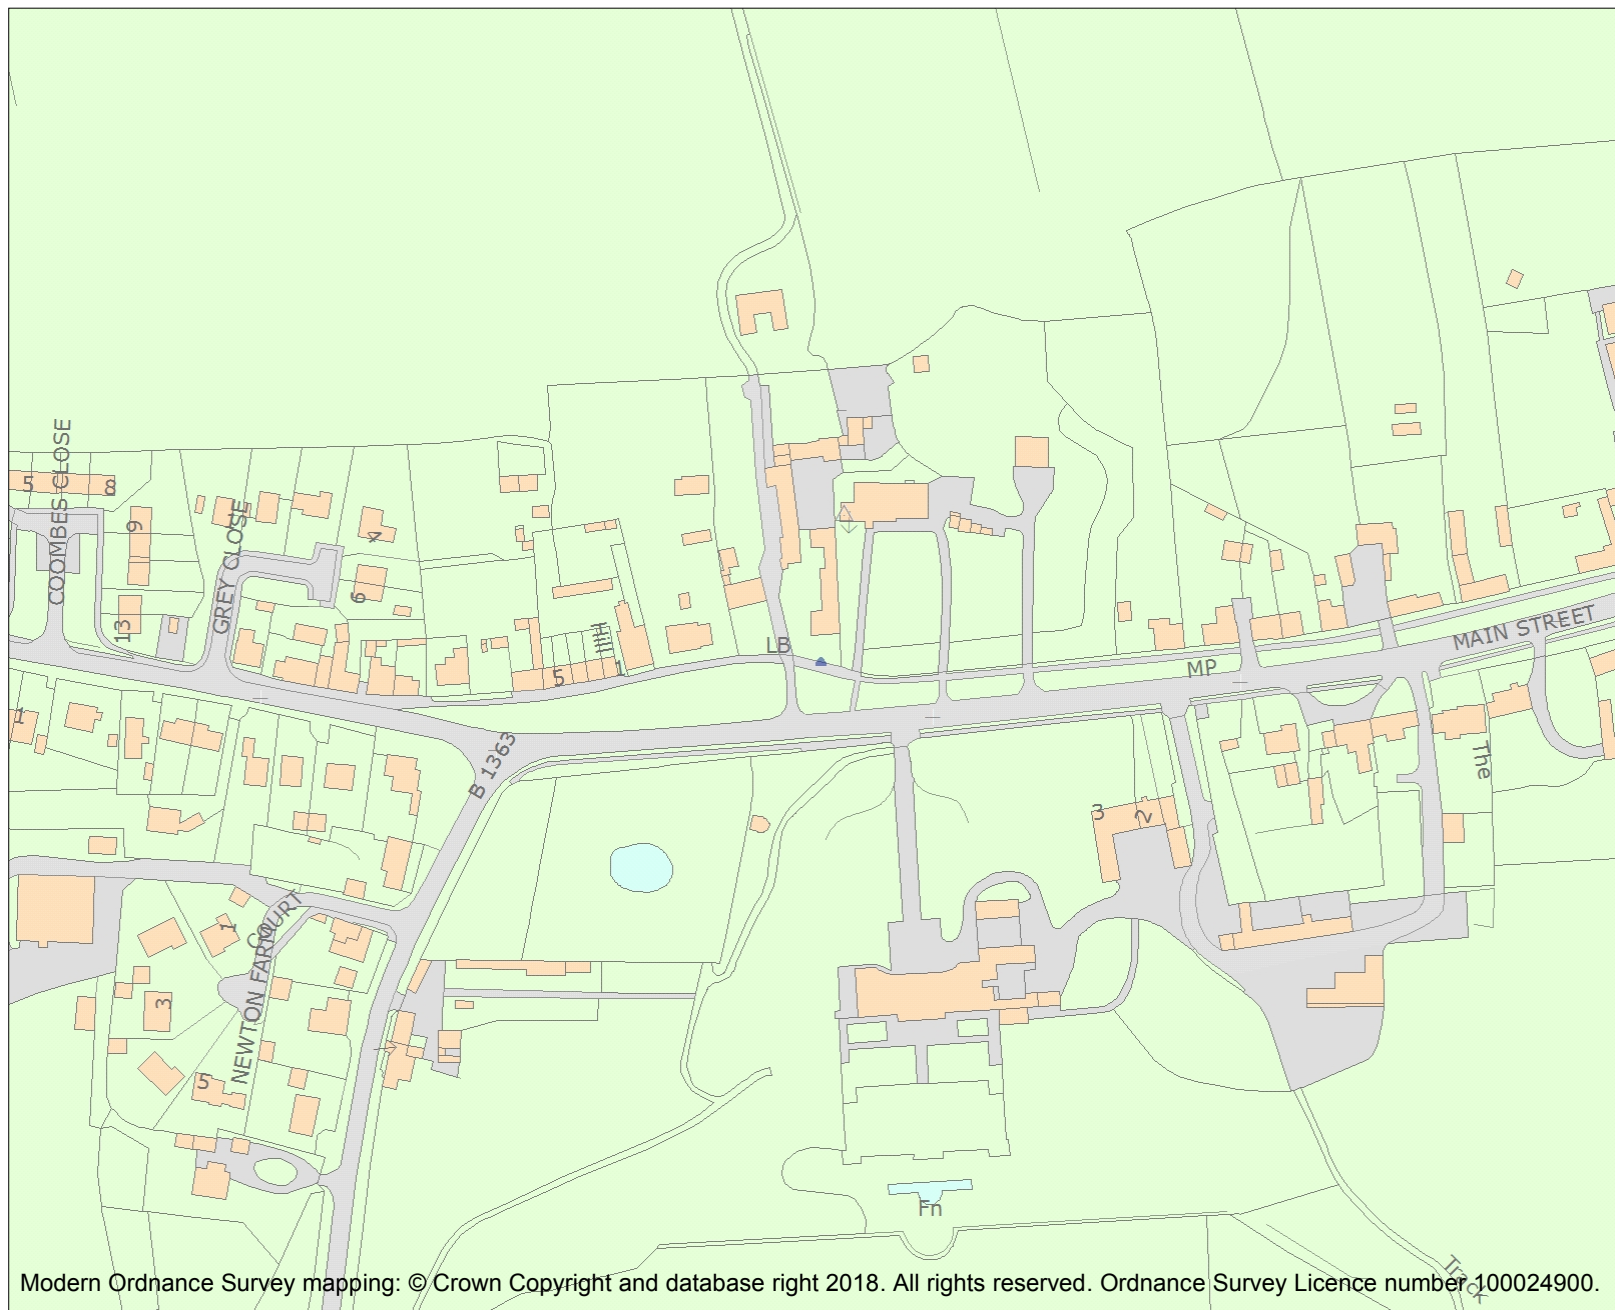 COOMBES CLOSE
5
8
9
GREY CLOSE
4
6
13
Hill
5
1
LB
MP
MAIN STREET
1
B 1363
The
3
2
1
COURT
NEWTON FARM
3
5
Fn
Track
Modern Ordnance Survey mapping: © Crown Copyright and database right 2018. All rights reserved. Ordnance Survey Licence number 100024900.